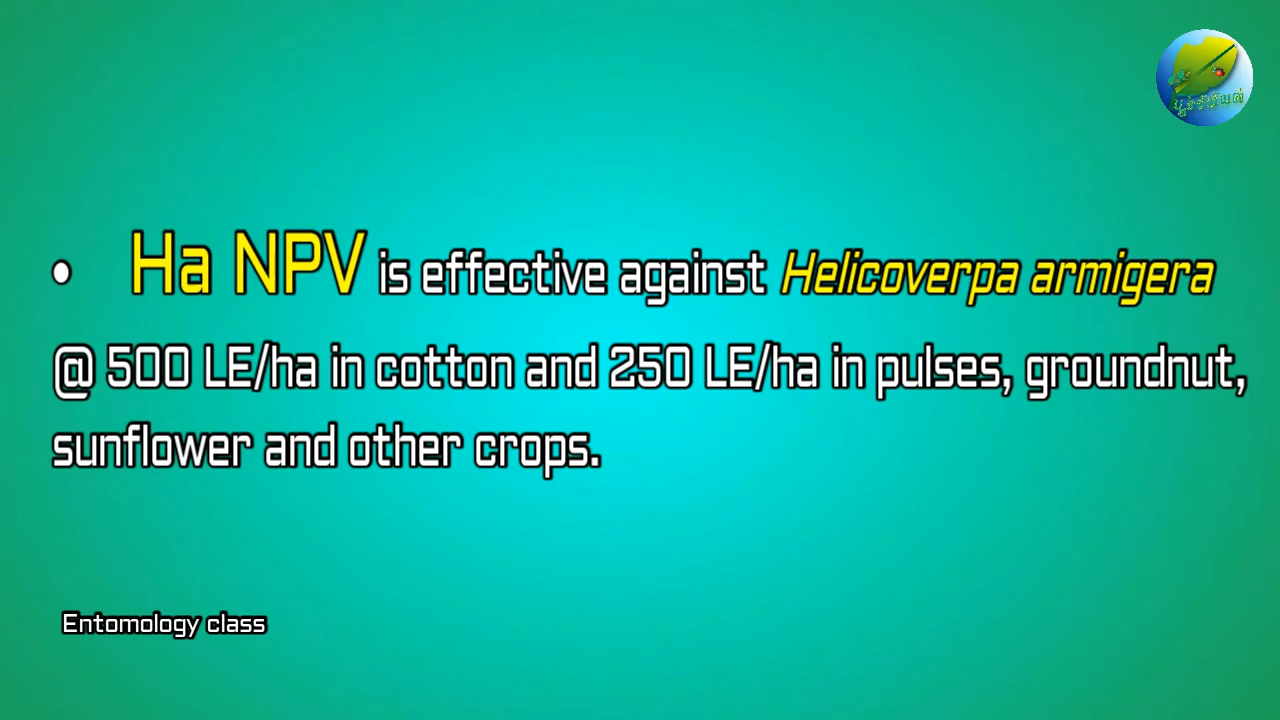 • Ha NPV is effective against Helicoverpa armigera
@ 500 LE/ha in cotton and 250 LE/ha in pulses, groundnut,
sunflower and other crops.
Entomology class